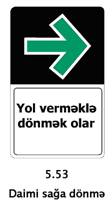 Yol verməklə
dönmək olar
5.53
Daimi sağa dönmə